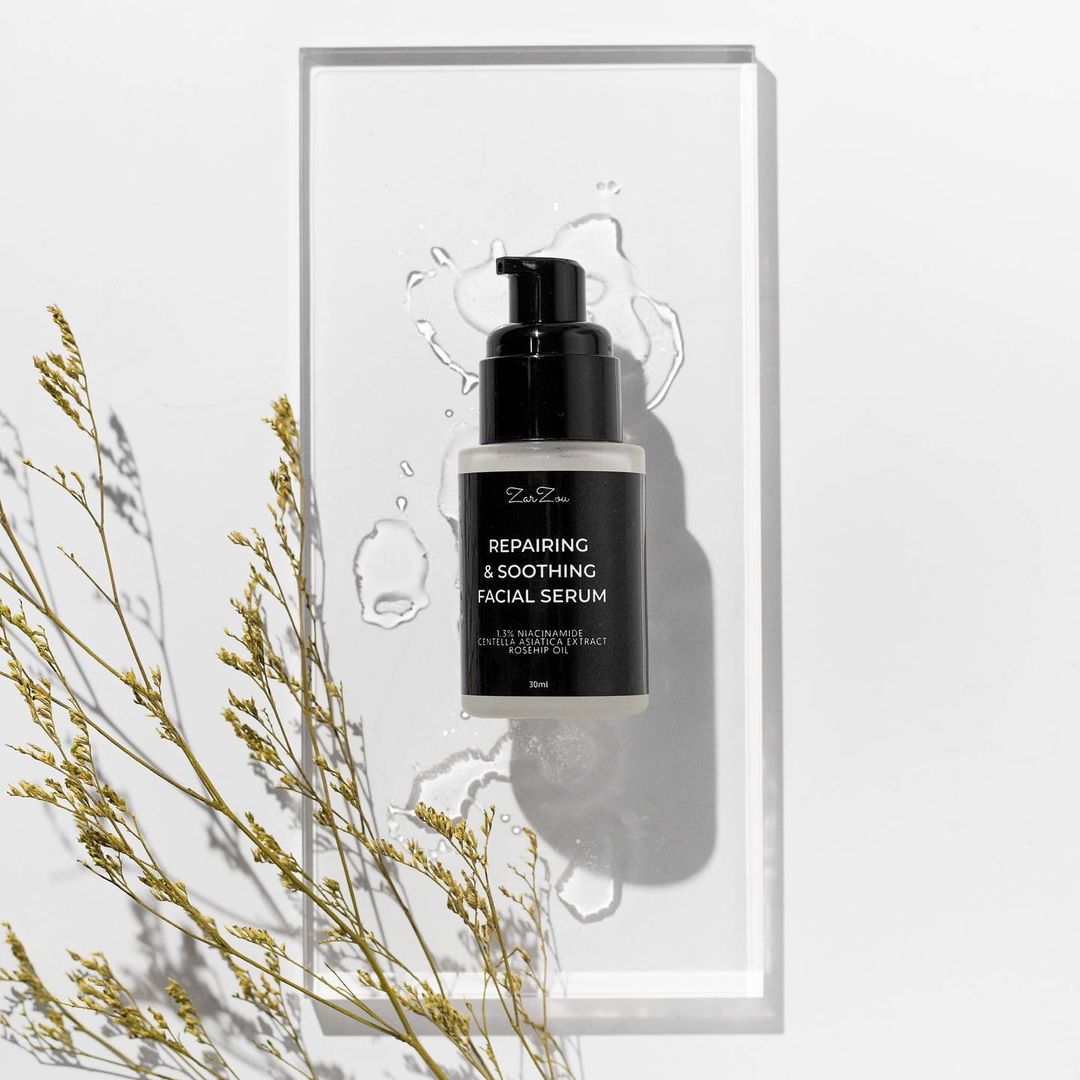 ZarZou
REPAIRING
& SOOTHING
FACIAL SERUM
1.3% NIACINAMIDE
CENTELLA ASIATICA EXTRACT
ROSEHIP OIL
30ml